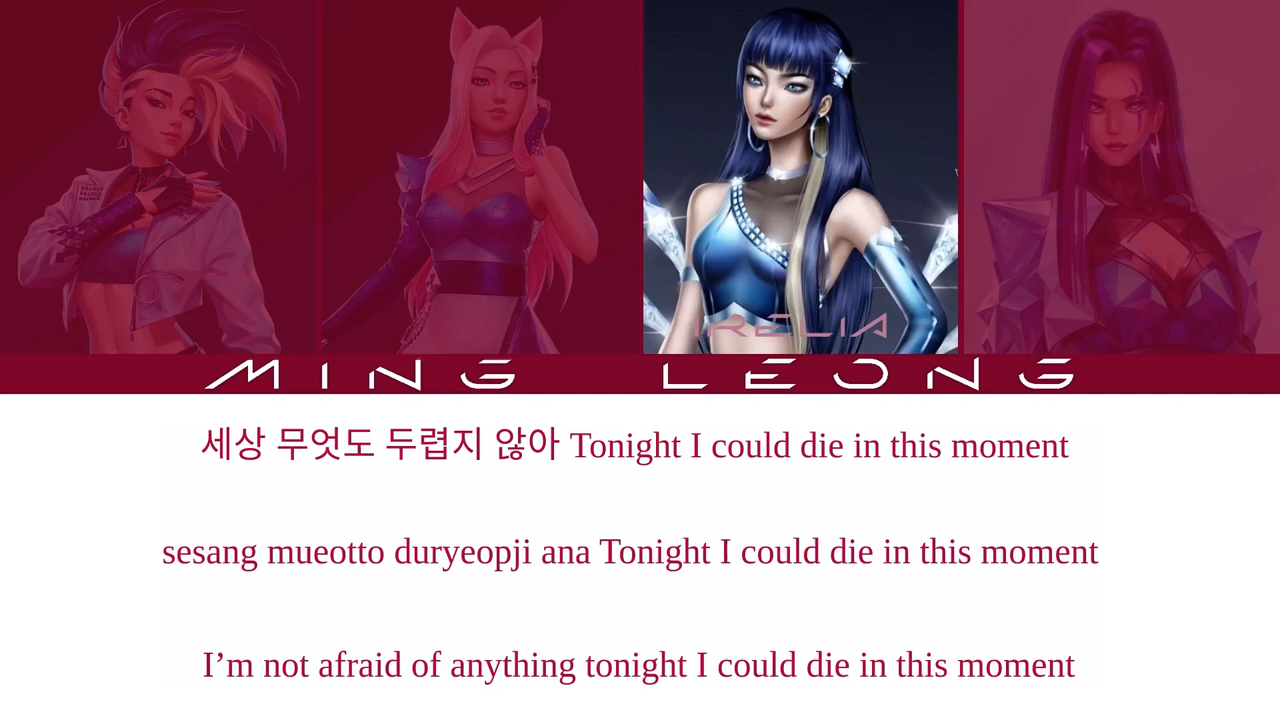 IRELIA
MING LEONG
세상 무엇도 두렵지 않아 Tonight I could die in this moment
sesang mueotto duryeopji ana Tonight I could die in this moment
I’m not afraid of anything tonight I could die in this moment